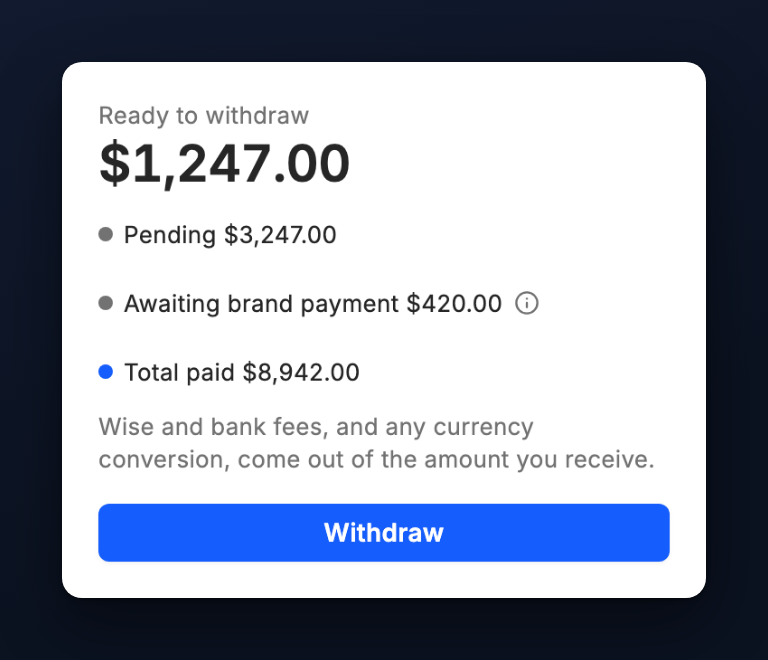 Ready to withdraw
$1,247.00
Pending $3,247.00
Awaiting brand payment $420.00
Total paid $8,942.00
Wise and bank fees, and any currency
conversion, come out of the amount you receive.
Withdraw